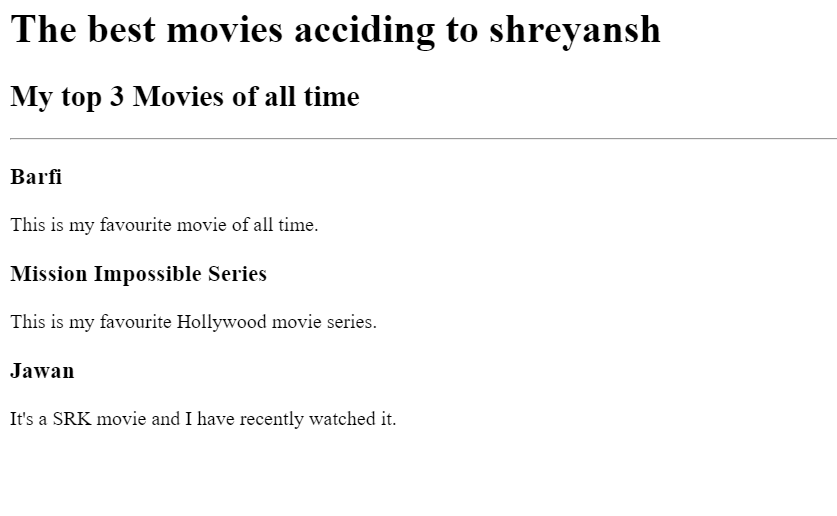 The best movies acciding to shreyansh
My top 3 Movies of all time
Barfi
This is my favourite movie of all time.
Mission Impossible Series
This is my favourite Hollywood movie series.
Jawan
It's a SRK movie and I have recently watched it.